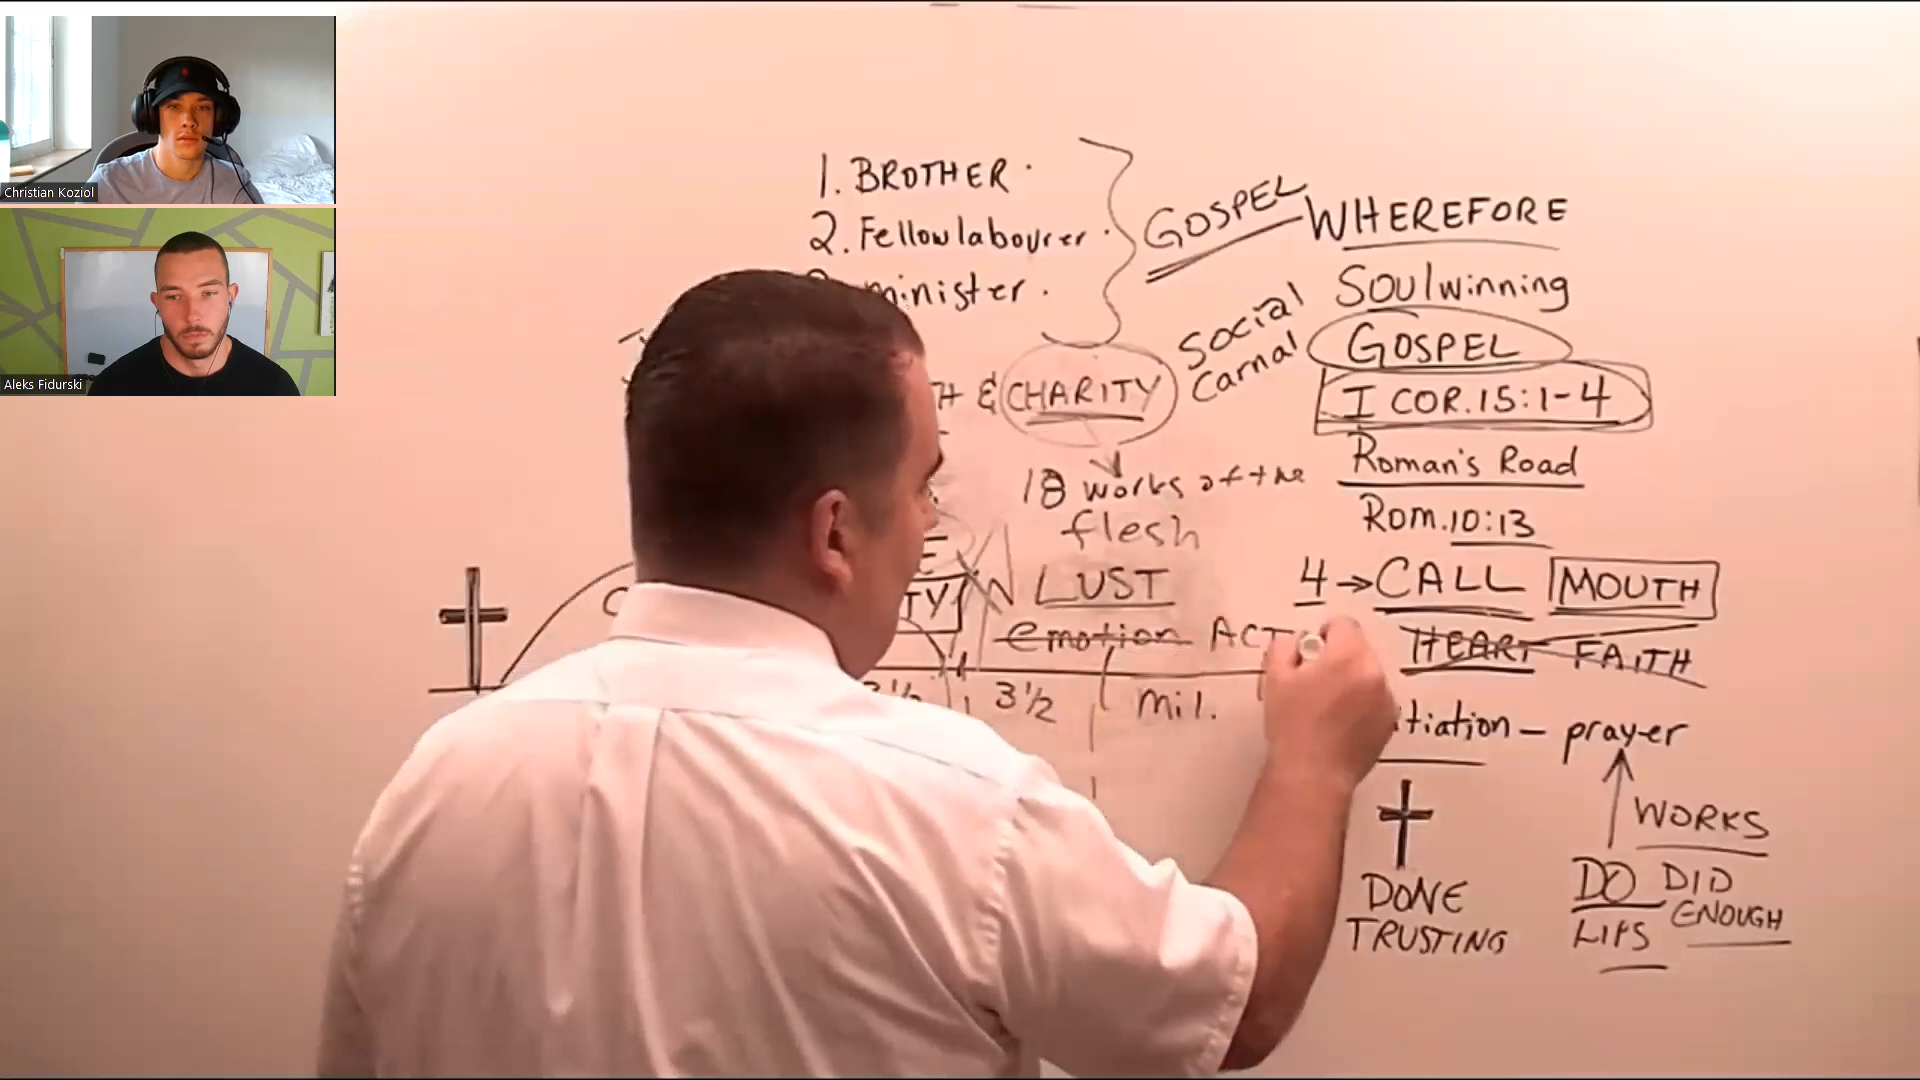 Christian Koziol
Aleks Fidurski
1. BROTHER
2. Fellowlabourer
minister
GOSPEL
Social
Carnal
& CHARITY
18 works of the
flesh
LUST
emotion ACT
3½
Mil.
WHEREFORE
Soulwinning
GOSPEL
I COR. 15:1-4
Roman's Road
Rom. 10:13
4 → CALL MOUTH
HEART FAITH
prayer
WORKS
DONE
TRUSTING
DO DID
ENOUGH
LIPS